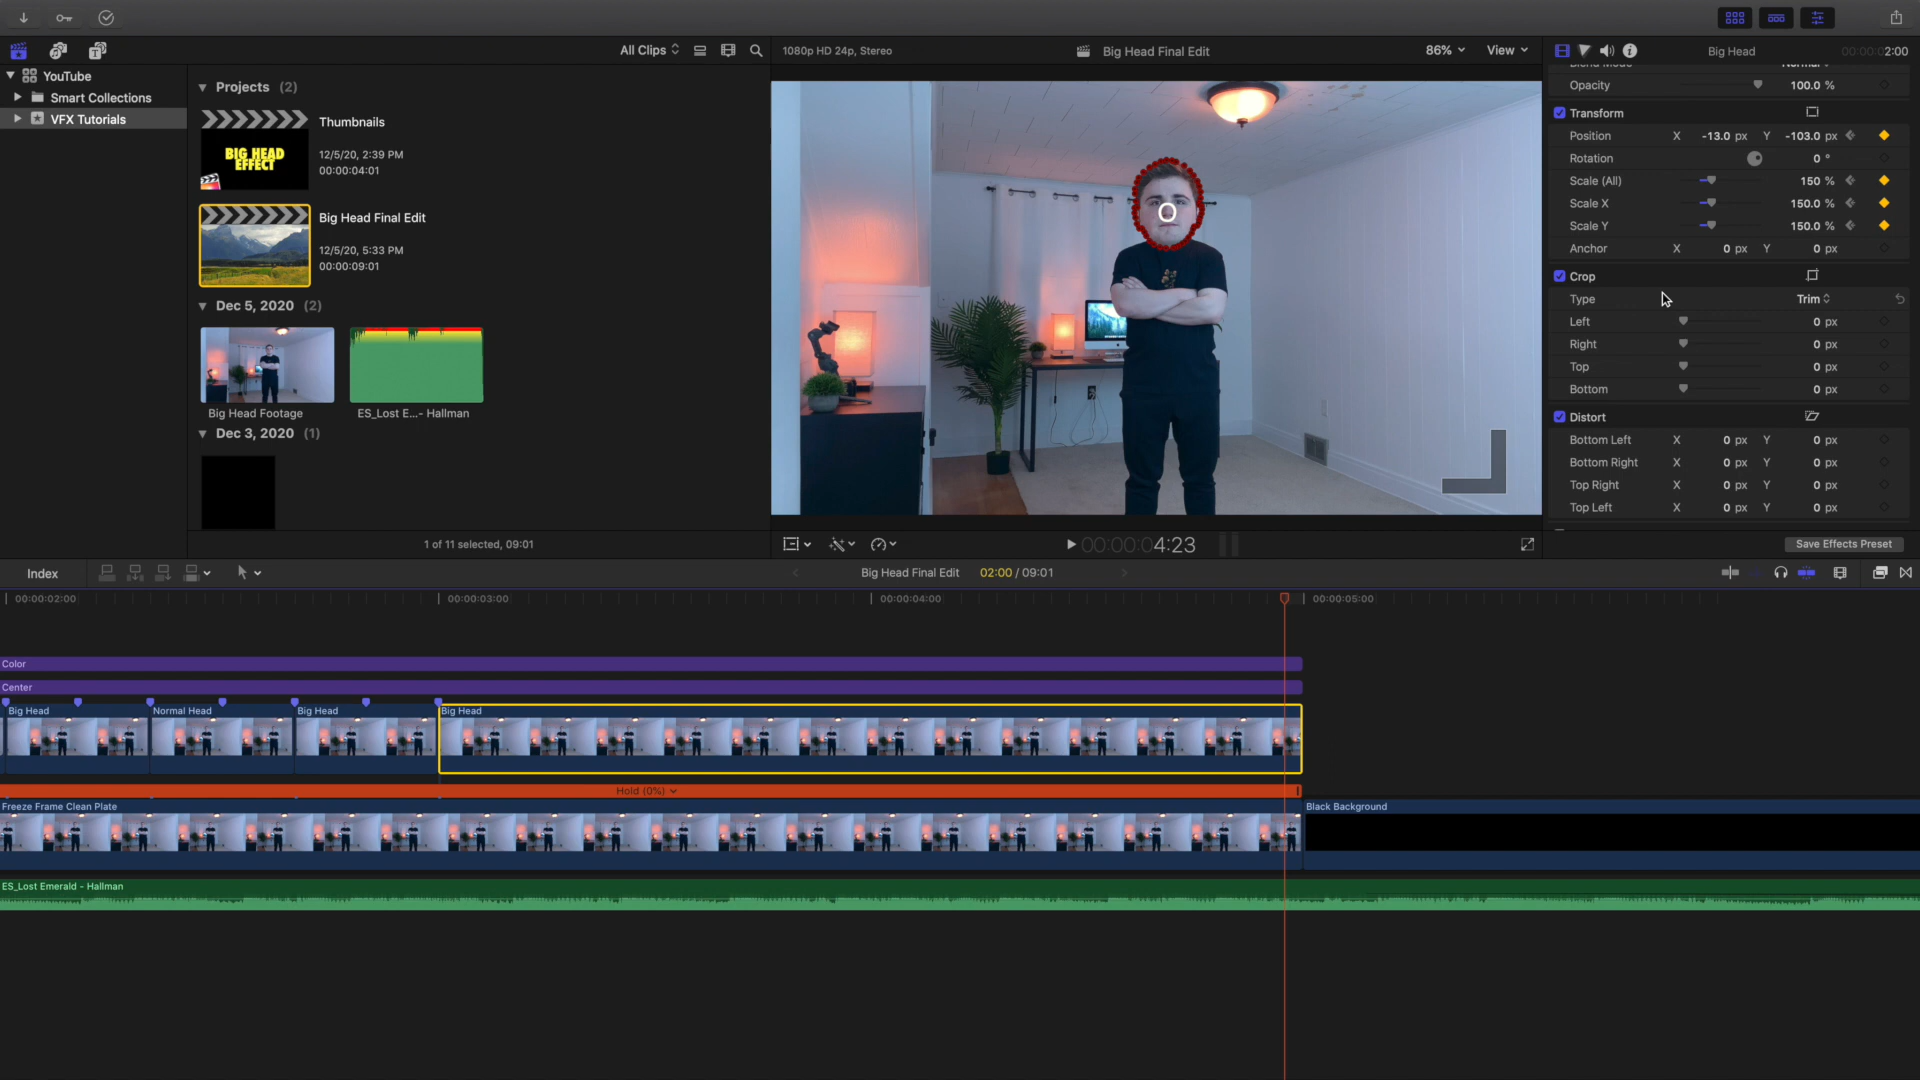 All Clips
1080p HD 24p, Stereo
Big Head Final Edit
86%
View
Big Head
00:00:02:00
YouTube
Smart Collections
VFX Tutorials
Projects (2)
BIG HEAD
EFFECT
Thumbnails
12/5/20, 2:39 PM
00:00:04:01
Big Head Final Edit
12/5/20, 5:33 PM
00:00:09:01
Dec 5, 2020 (2)
Big Head Footage
ES_Lost E...- Hallman
Dec 3, 2020 (1)
1 of 11 selected, 09:01
Blend Mode Normal
Opacity 100.0 %
Transform
Position X -13.0 px Y -103.0 px
Rotation 0 °
Scale (All) 150 %
Scale X 150.0 %
Scale Y 150.0 %
Anchor X 0 px Y 0 px
Crop
Type Trim
Left 0 px
Right 0 px
Top 0 px
Bottom 0 px
Distort
Bottom Left X 0 px Y 0 px
Bottom Right X 0 px Y 0 px
Top Right X 0 px Y 0 px
Top Left X 0 px Y 0 px
00:00:04:23
Save Effects Preset
Index
Big Head Final Edit 02:00 / 09:01
00:00:02:00
00:00:03:00
00:00:04:00
00:00:05:00
Color
Center
Big Head
Normal Head
Big Head
Big Head
Hold (0%)
Freeze Frame Clean Plate
Black Background
ES_Lost Emerald - Hallman